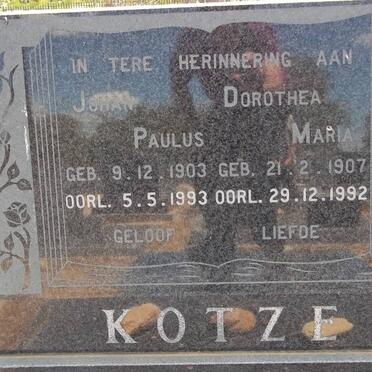 IN TERE HERINNERING AAN
JOHAN DOROTHEA
PAULUS MARIA
GEB. 9.12.1903 GEB. 21.2.1907
OORL. 5.5.1993 OORL. 29.12.1992
GELOOF LIEFDE
KOTZE